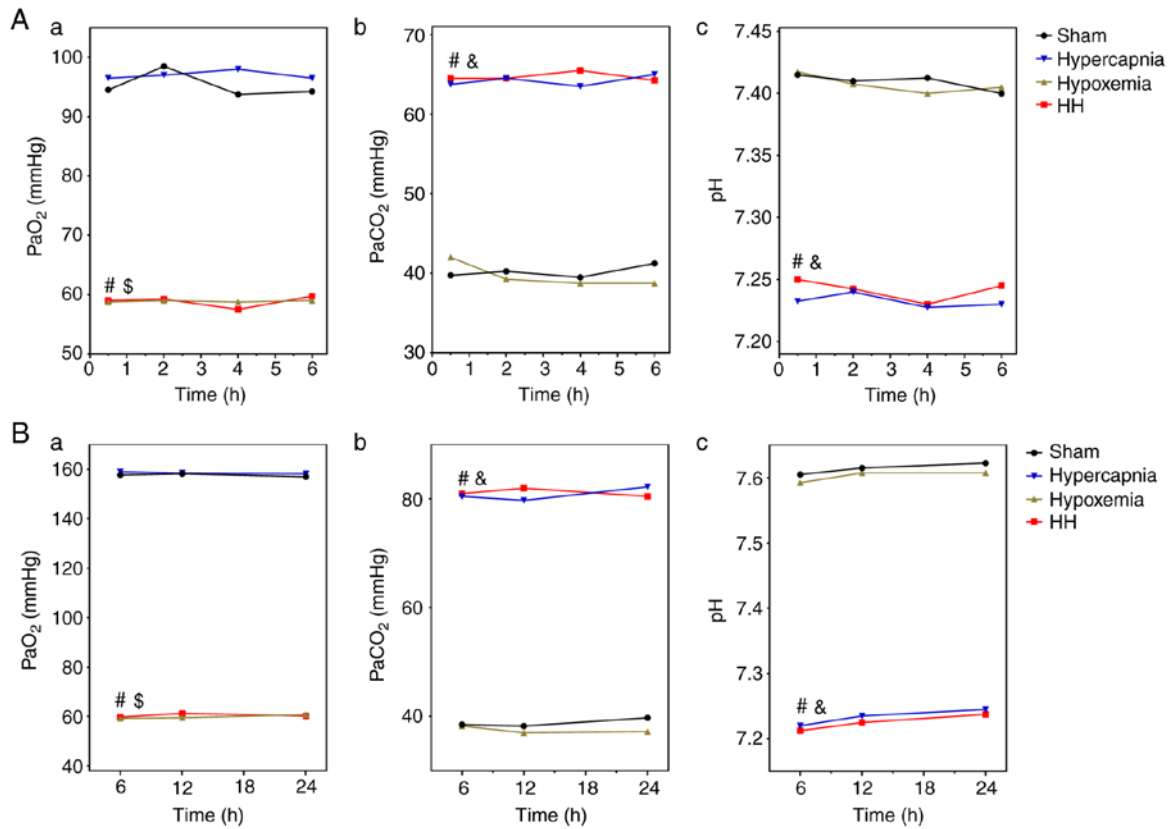 A
a
PaO2 (mmHg)
100
90
80
70
60
50
# $
0 1 2 3 4 5 6
Time (h)
b
PaCO2 (mmHg)
70
60
50
40
30
# &
0 1 2 3 4 5 6
Time (h)
c
pH
7.45
7.40
7.35
7.30
7.25
7.20
# &
0 1 2 3 4 5 6
Time (h)
Sham
Hypercapnia
Hypoxemia
HH
B
a
PaO2 (mmHg)
160
140
120
100
80
60
40
# $
6 12 18 24
Time (h)
b
PaCO2 (mmHg)
80
60
40
# &
6 12 18 24
Time (h)
c
pH
7.6
7.5
7.4
7.3
7.2
# &
6 12 18 24
Time (h)
Sham
Hypercapnia
Hypoxemia
HH